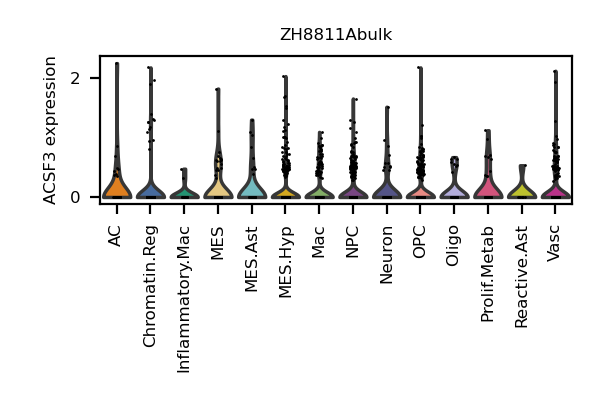 ZH8811Abulk
ACSF3 expression
2
0
AC
Chromatin.Reg
Inflammatory.Mac
MES
MES.Ast
MES.Hyp
Mac
NPC
Neuron
OPC
Oligo
Prolif.Metab
Reactive.Ast
Vasc